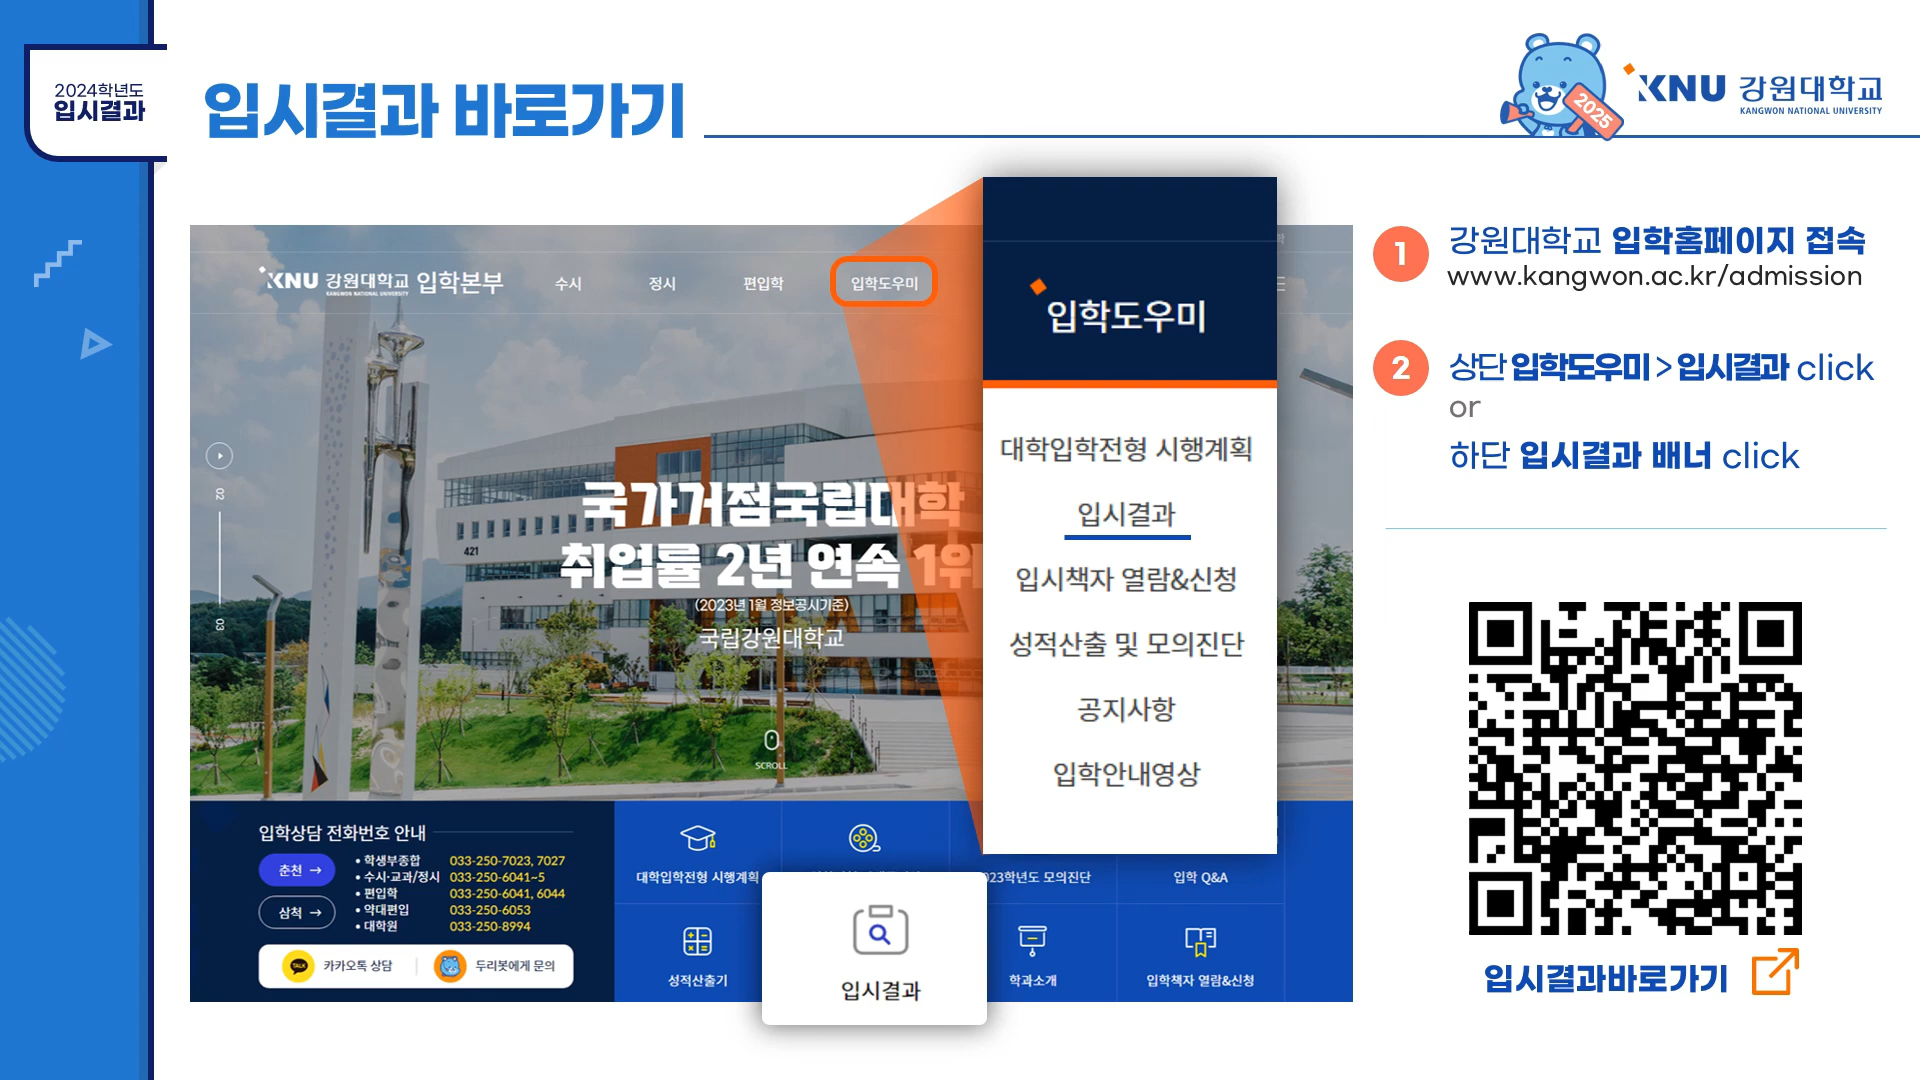 2024학년도
입시결과
입시결과 바로가기
2025
KNU 강원대학교
KANGWON NATIONAL UNIVERSITY
KNU 강원대학교 입학본부
KANGWON NATIONAL UNIVERSITY
수시
정시
편입학
입학도우미
02
03
421
국가거점국립대학
취업률 2년 연속 1위
(2023년 1월 정보공시기준)
국립강원대학교
SCROLL
입학도우미
대학입학전형 시행계획
입시결과
입시책자 열람&신청
성적산출 및 모의진단
공지사항
입학안내영상
입학상담 전화번호 안내
춘천 →
삼척 →
• 학생부종합 033-250-7023, 7027
• 수시·교과/정시 033-250-6041~5
• 편입학 033-250-6041, 6044
• 약대편입 033-250-6053
• 대학원 033-250-8994
TALK 카카오톡 상담
두리봇에게 문의
대학입학전형 시행계획
023학년도 모의진단
입학 Q&A
성적산출기
입시결과
학과소개
입학책자 열람&신청
1 강원대학교 입학홈페이지 접속
www.kangwon.ac.kr/admission
2 상단 입학도우미 > 입시결과 click
or
하단 입시결과 배너 click
입시결과바로가기